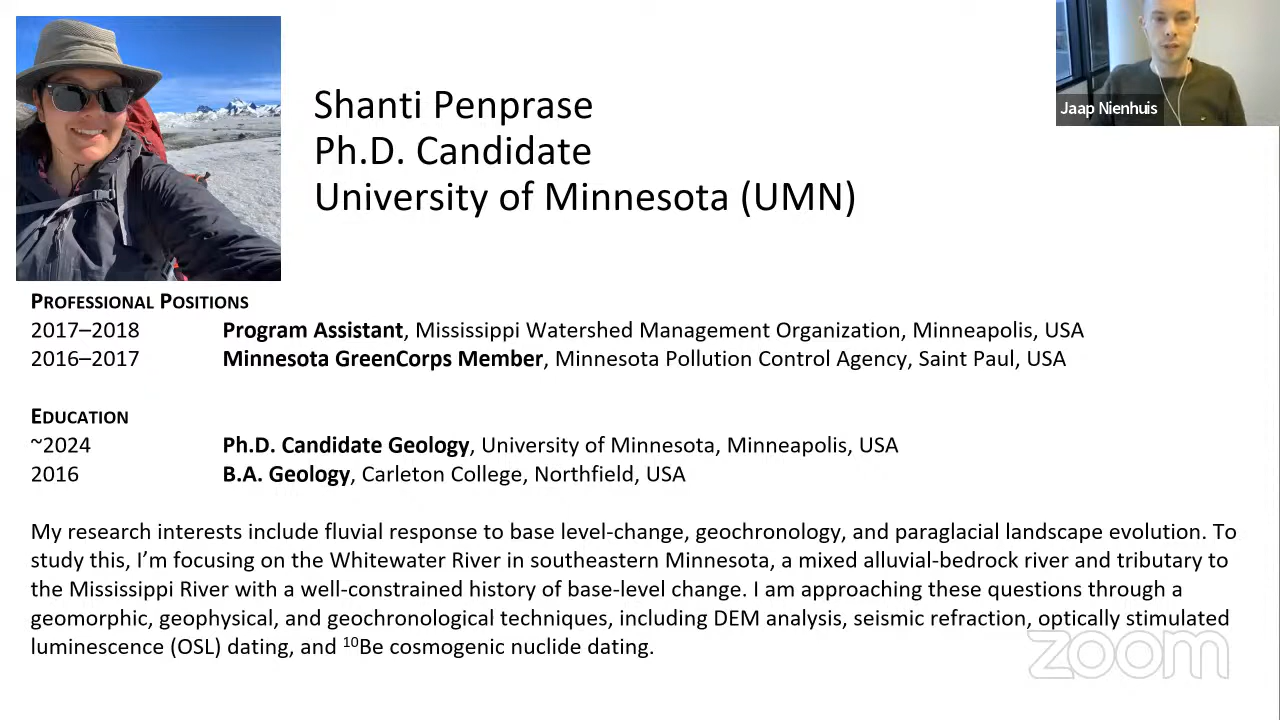 Jaap Nienhuis
Shanti Penprase
Ph.D. Candidate
University of Minnesota (UMN)
PROFESSIONAL POSITIONS
2017–2018 Program Assistant, Mississippi Watershed Management Organization, Minneapolis, USA
2016–2017 Minnesota GreenCorps Member, Minnesota Pollution Control Agency, Saint Paul, USA
EDUCATION
~2024 Ph.D. Candidate Geology, University of Minnesota, Minneapolis, USA
2016 B.A. Geology, Carleton College, Northfield, USA
My research interests include fluvial response to base level-change, geochronology, and paraglacial landscape evolution. To
study this, I’m focusing on the Whitewater River in southeastern Minnesota, a mixed alluvial-bedrock river and tributary to
the Mississippi River with a well-constrained history of base-level change. I am approaching these questions through a
geomorphic, geophysical, and geochronological techniques, including DEM analysis, seismic refraction, optically stimulated
luminescence (OSL) dating, and ¹⁰Be cosmogenic nuclide dating.
zoom